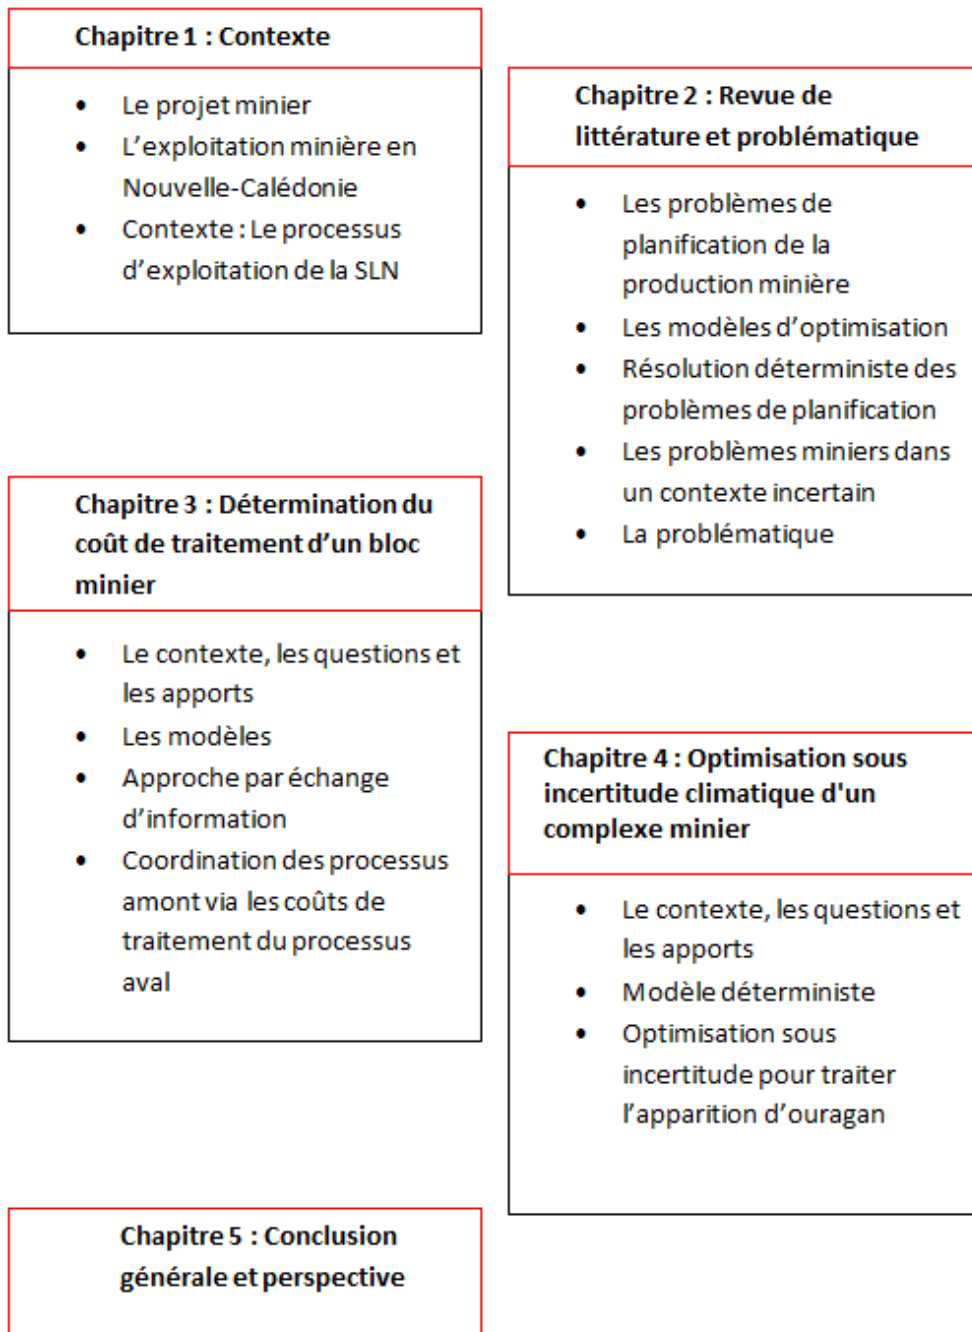 Chapitre 1 : Contexte
• Le projet minier
• L'exploitation minière en
Nouvelle-Calédonie
• Contexte : Le processus
d'exploitation de la SLN
Chapitre 2 : Revue de
littérature et problématique
• Les problèmes de
planification de la
production minière
• Les modèles d'optimisation
• Résolution déterministe des
problèmes de planification
• Les problèmes miniers dans
un contexte incertain
• La problématique
Chapitre 3 : Détermination du
coût de traitement d'un bloc
minier
• Le contexte, les questions et
les apports
• Les modèles
• Approche par échange
d'information
• Coordination des processus
amont via les coûts de
traitement du processus
aval
Chapitre 4 : Optimisation sous
incertitude climatique d'un
complexe minier
• Le contexte, les questions et
les apports
• Modèle déterministe
• Optimisation sous
incertitude pour traiter
l'apparition d'ouragan
Chapitre 5 : Conclusion
générale et perspective